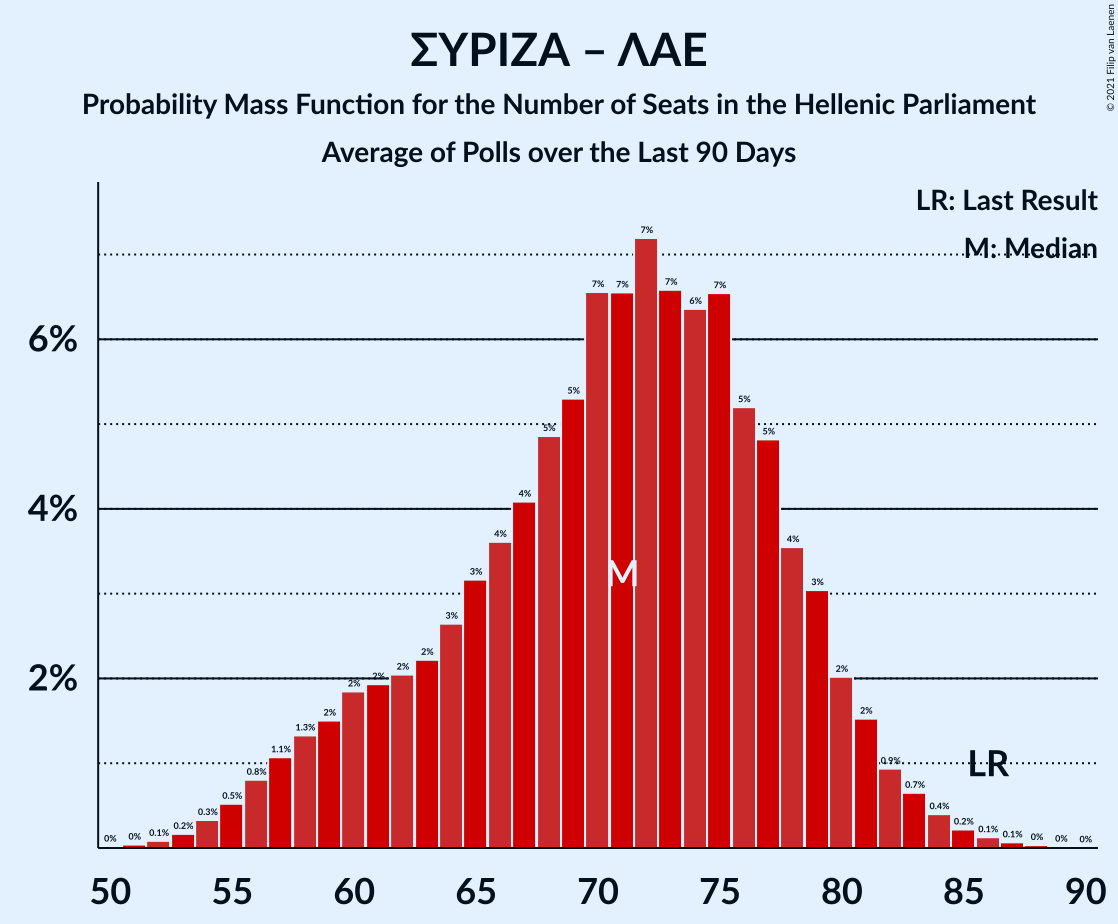 ΣΥΡΙΖΑ – ΛΑΕ
Probability Mass Function for the Number of Seats in the Hellenic Parliament
Average of Polls over the Last 90 Days
© 2021 Filip van Laenen
LR: Last Result
M: Median
6%
4%
2%
0% 0% 0.1% 0.2% 0.3% 0.5% 0.8% 1.1% 1.3% 2% 2% 2% 2% 2% 3% 3% 4% 4% 5% 5% 7% 7% 7% 7% 6% 7% 5% 5% 4% 3% 2% 2% 0.9% 0.7% 0.4% 0.2% 0.1% 0.1% 0% 0% 0%
M
LR
50 55 60 65 70 75 80 85 90